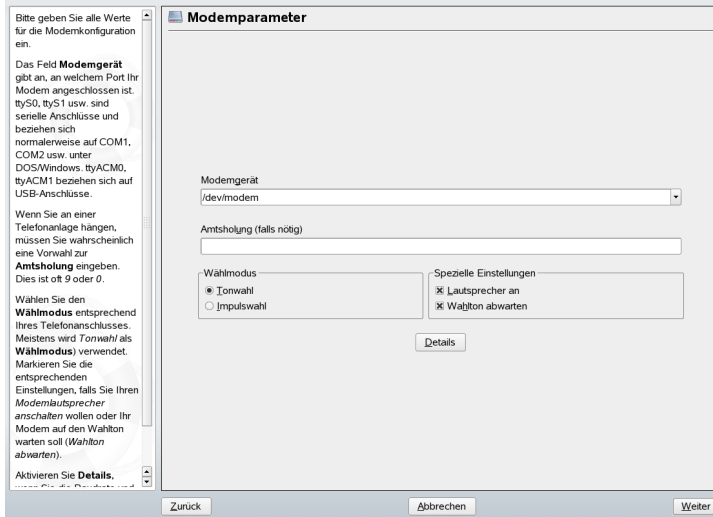 Bitte geben Sie alle Werte
für die Modemkonfiguration
ein.
Das Feld Modemgerät
gibt an, an welchem Port Ihr
Modem angeschlossen ist.
ttyS0, ttyS1 usw. sind
serielle Anschlüsse und
beziehen sich
normalerweise auf COM1,
COM2 usw. unter
DOS/Windows. ttyACM0,
ttyACM1 beziehen sich auf
USB-Anschlüsse.
Wenn Sie an einer
Telefonanlage hängen,
müssen Sie wahrscheinlich
eine Vorwahl zur
Amtsholung eingeben.
Dies ist oft 9 oder 0.
Wählen Sie den
Wählmodus entsprechend
Ihres Telefonanschlusses.
Meistens wird Tonwahl als
Wählmodus) verwendet.
Markieren Sie die
entsprechenden
Einstellungen, falls Sie Ihren
Modemlautsprecher
anschalten wollen oder Ihr
Modem auf den Wahlton
warten soll (Wahlton
abwarten).
Aktivieren Sie Details,
Modemparameter
Modemgerät
/dev/modem
Amtsholung (falls nötig)
Wählmodus
Tonwahl
Impulswahl
Spezielle Einstellungen
Lautsprecher an
Wahlton abwarten
Details
Zurück
Abbrechen
Weiter